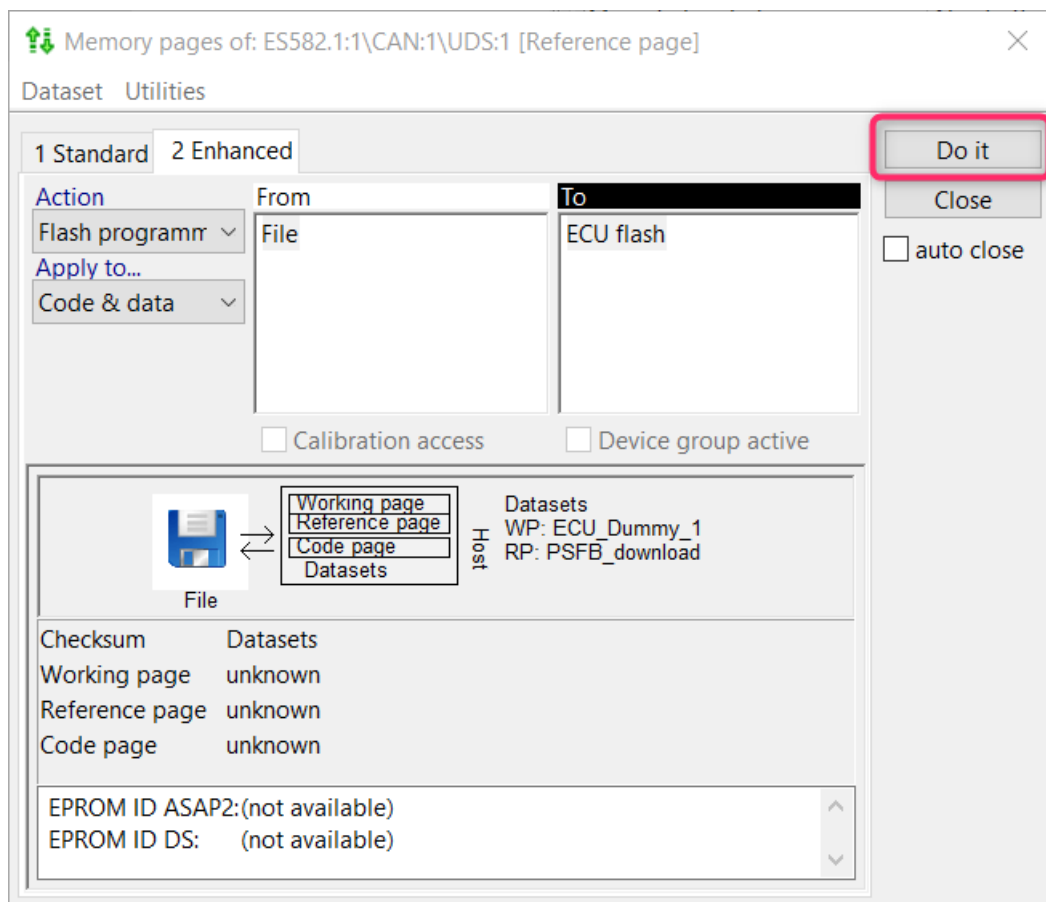 Memory pages of: ES582.1:1\CAN:1\UDS:1 [Reference page]
Dataset Utilities
1 Standard 2 Enhanced
Do it
Close
auto close
Action From To
Flash programm File ECU flash
Apply to...
Code & data
Calibration access Device group active
Working page
Reference page
Code page
Datasets
Host
File
Datasets
WP: ECU_Dummy_1
RP: PSFB_download
Checksum Datasets
Working page unknown
Reference page unknown
Code page unknown
EPROM ID ASAP2:(not available)
EPROM ID DS: (not available)